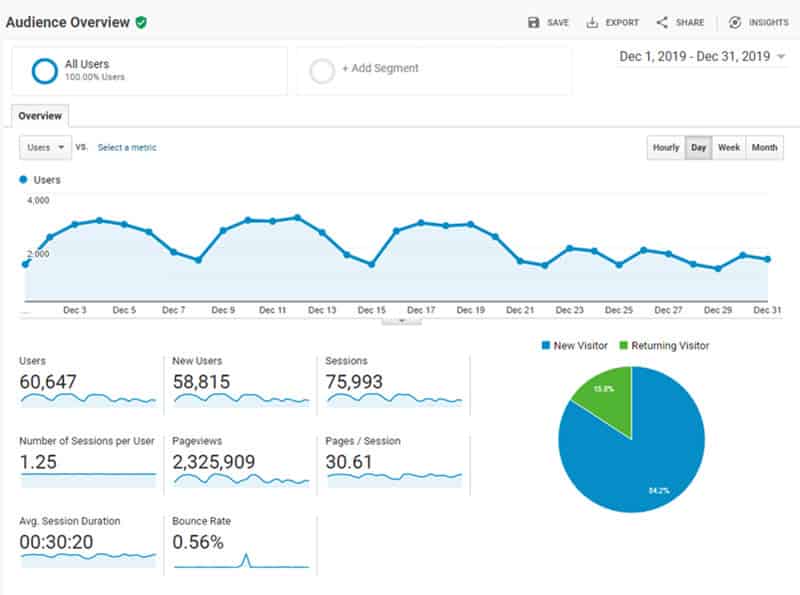 Audience Overview
SAVE EXPORT SHARE INSIGHTS
All Users
100.00% Users
+ Add Segment
Dec 1, 2019 - Dec 31, 2019
Overview
Users VS. Select a metric
Hourly Day Week Month
Users
4,000
2,000
... Dec 3 Dec 5 Dec 7 Dec 9 Dec 11 Dec 13 Dec 15 Dec 17 Dec 19 Dec 21 Dec 23 Dec 25 Dec 27 Dec 29 Dec 31
New Visitor Returning Visitor
Users
60,647
New Users
58,815
Sessions
75,993
Number of Sessions per User
1.25
Pageviews
2,325,909
Pages / Session
30.61
Avg. Session Duration
00:30:20
Bounce Rate
0.56%
15.8%
84.2%